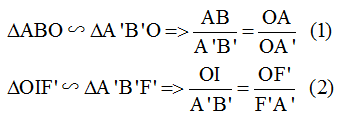 ΔABO ∽ ΔA'B'O => AB/A'B' = OA/OA' (1)
ΔOIF' ∽ ΔA'B'F' => OI/A'B' = OF'/F'A' (2)